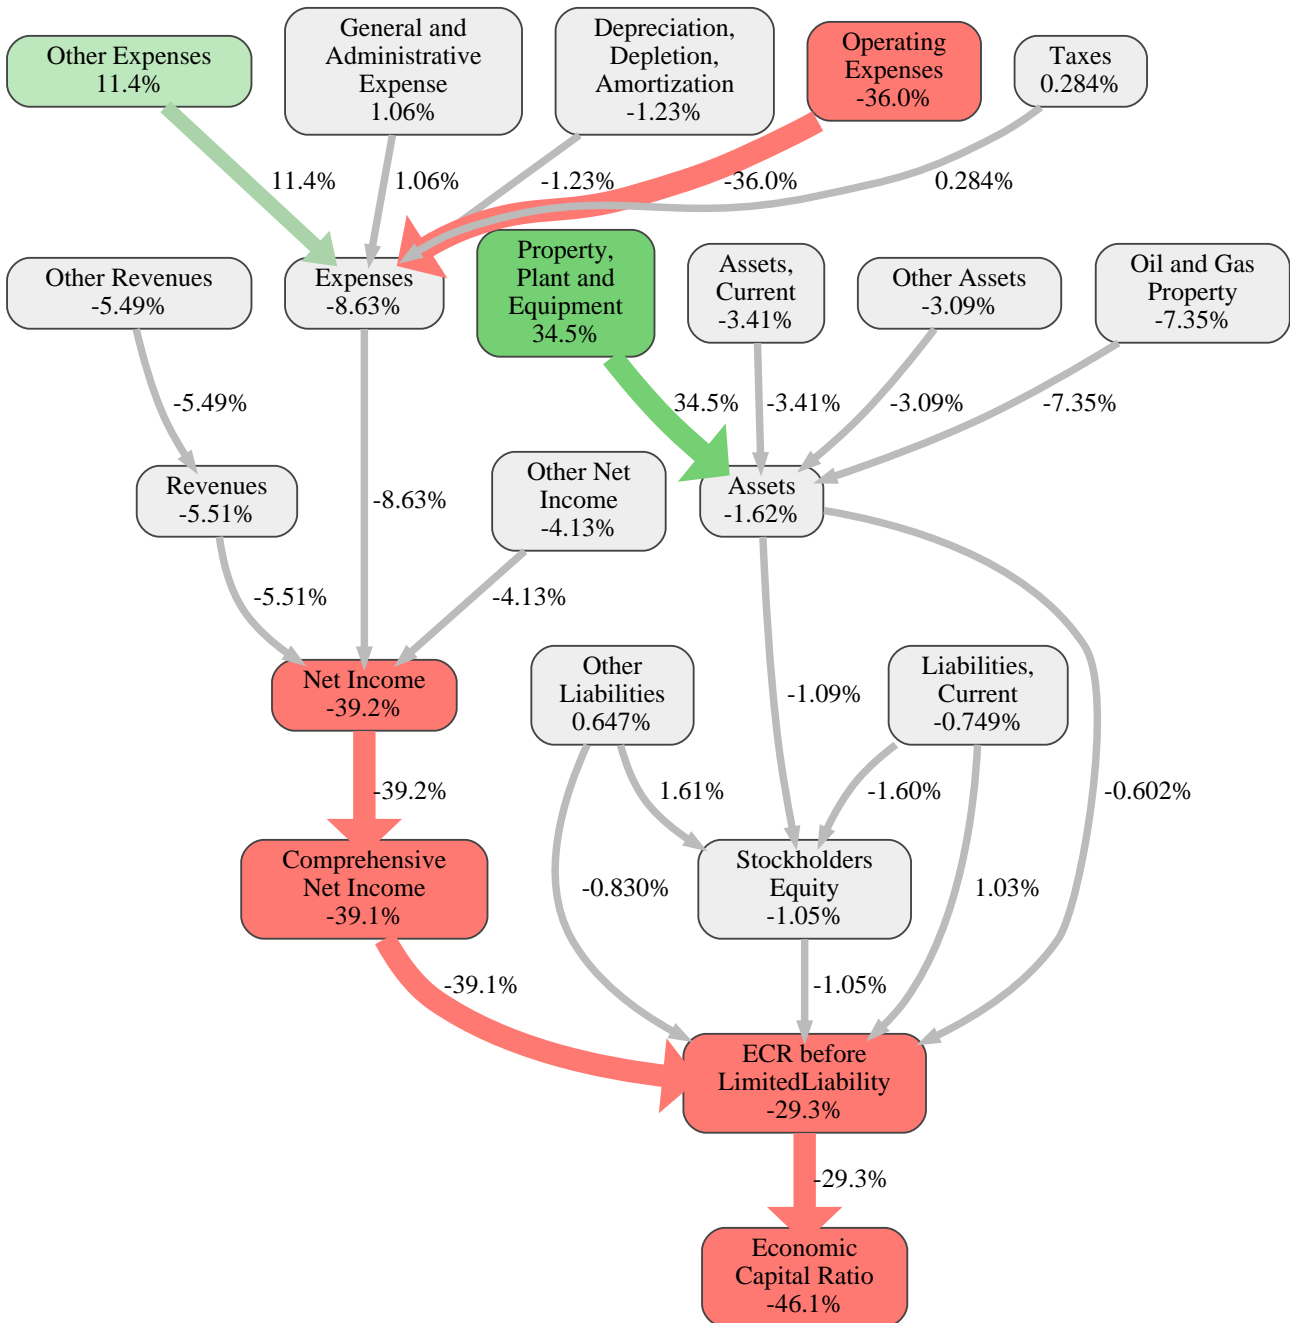 Other Expenses
11.4%
General and
Administrative
Expense
1.06%
Depreciation,
Depletion,
Amortization
-1.23%
Operating
Expenses
-36.0%
Taxes
0.284%
11.4%
1.06%
-1.23%
-36.0%
0.284%
Other Revenues
-5.49%
Expenses
-8.63%
Property,
Plant and
Equipment
34.5%
Assets,
Current
-3.41%
Other Assets
-3.09%
Oil and Gas
Property
-7.35%
-5.49%
34.5%
-3.41%
-3.09%
-7.35%
Revenues
-5.51%
-8.63%
Other Net
Income
-4.13%
Assets
-1.62%
-5.51%
-4.13%
Net Income
-39.2%
Other
Liabilities
0.647%
-1.09%
Liabilities,
Current
-0.749%
-39.2%
1.61%
-1.60%
-0.602%
Comprehensive
Net Income
-39.1%
-0.830%
Stockholders
Equity
-1.05%
1.03%
-39.1%
-1.05%
ECR before
LimitedLiability
-29.3%
-29.3%
Economic
Capital Ratio
-46.1%